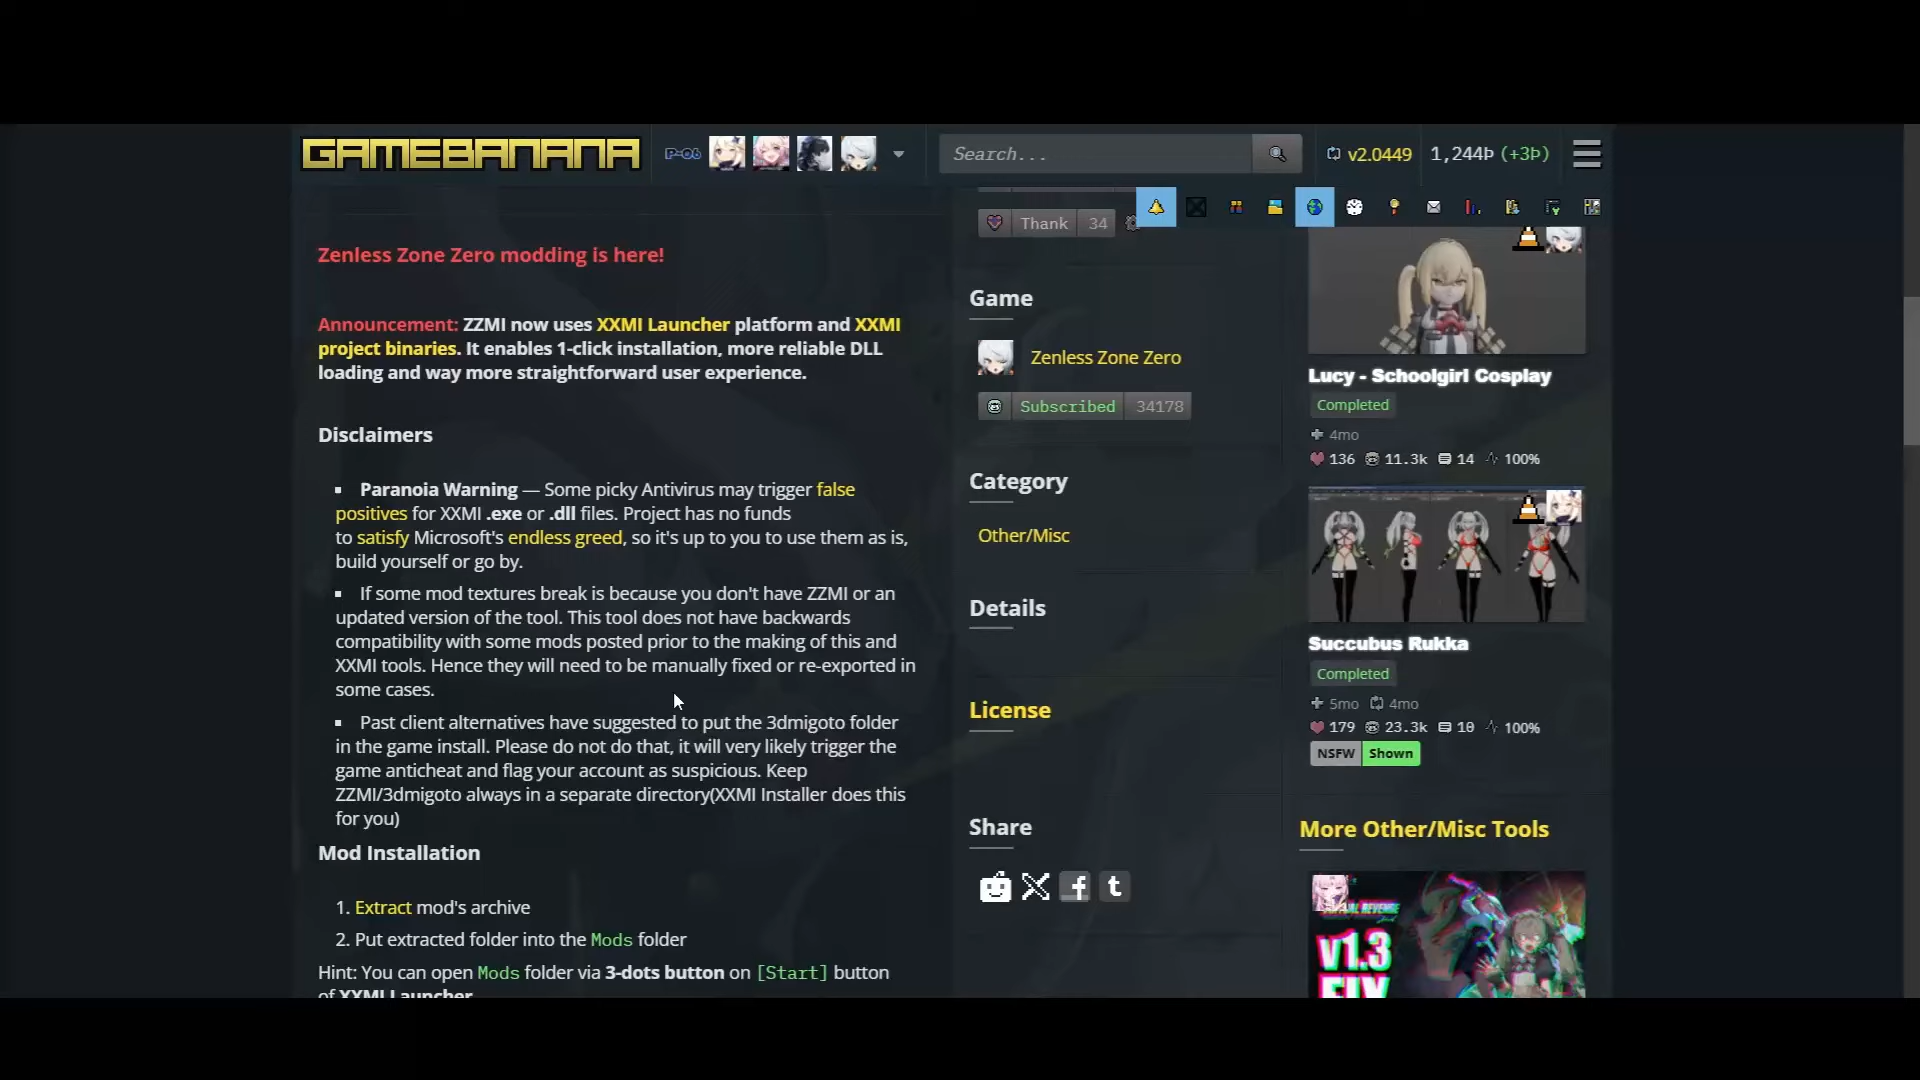 GAMEBANANA
P-06
Search...
v2.0449
1,244Þ (+3Þ)
Zenless Zone Zero modding is here!
Announcement: ZZMI now uses XXMI Launcher platform and XXMI
project binaries. It enables 1-click installation, more reliable DLL
loading and way more straightforward user experience.
Disclaimers
▪ Paranoia Warning — Some picky Antivirus may trigger false
positives for XXMI .exe or .dll files. Project has no funds
to satisfy Microsoft's endless greed, so it's up to you to use them as is,
build yourself or go by.
▪ If some mod textures break is because you don't have ZZMI or an
updated version of the tool. This tool does not have backwards
compatibility with some mods posted prior to the making of this and
XXMI tools. Hence they will need to be manually fixed or re-exported in
some cases.
▪ Past client alternatives have suggested to put the 3dmigoto folder
in the game install. Please do not do that, it will very likely trigger the
game anticheat and flag your account as suspicious. Keep
ZZMI/3dmigoto always in a separate directory(XXMI Installer does this
for you)
Mod Installation
1. Extract mod's archive
2. Put extracted folder into the Mods folder
Hint: You can open Mods folder via 3-dots button on [Start] button
of XXMI Launcher
Thank 34
Game
Zenless Zone Zero
Subscribed 34178
Category
Other/Misc
Details
License
Share
Lucy - Schoolgirl Cosplay
Completed
4mo
136 11.3k 14 100%
Succubus Rukka
Completed
5mo 4mo
179 23.3k 10 100%
NSFW Shown
More Other/Misc Tools
v1.3
FIX